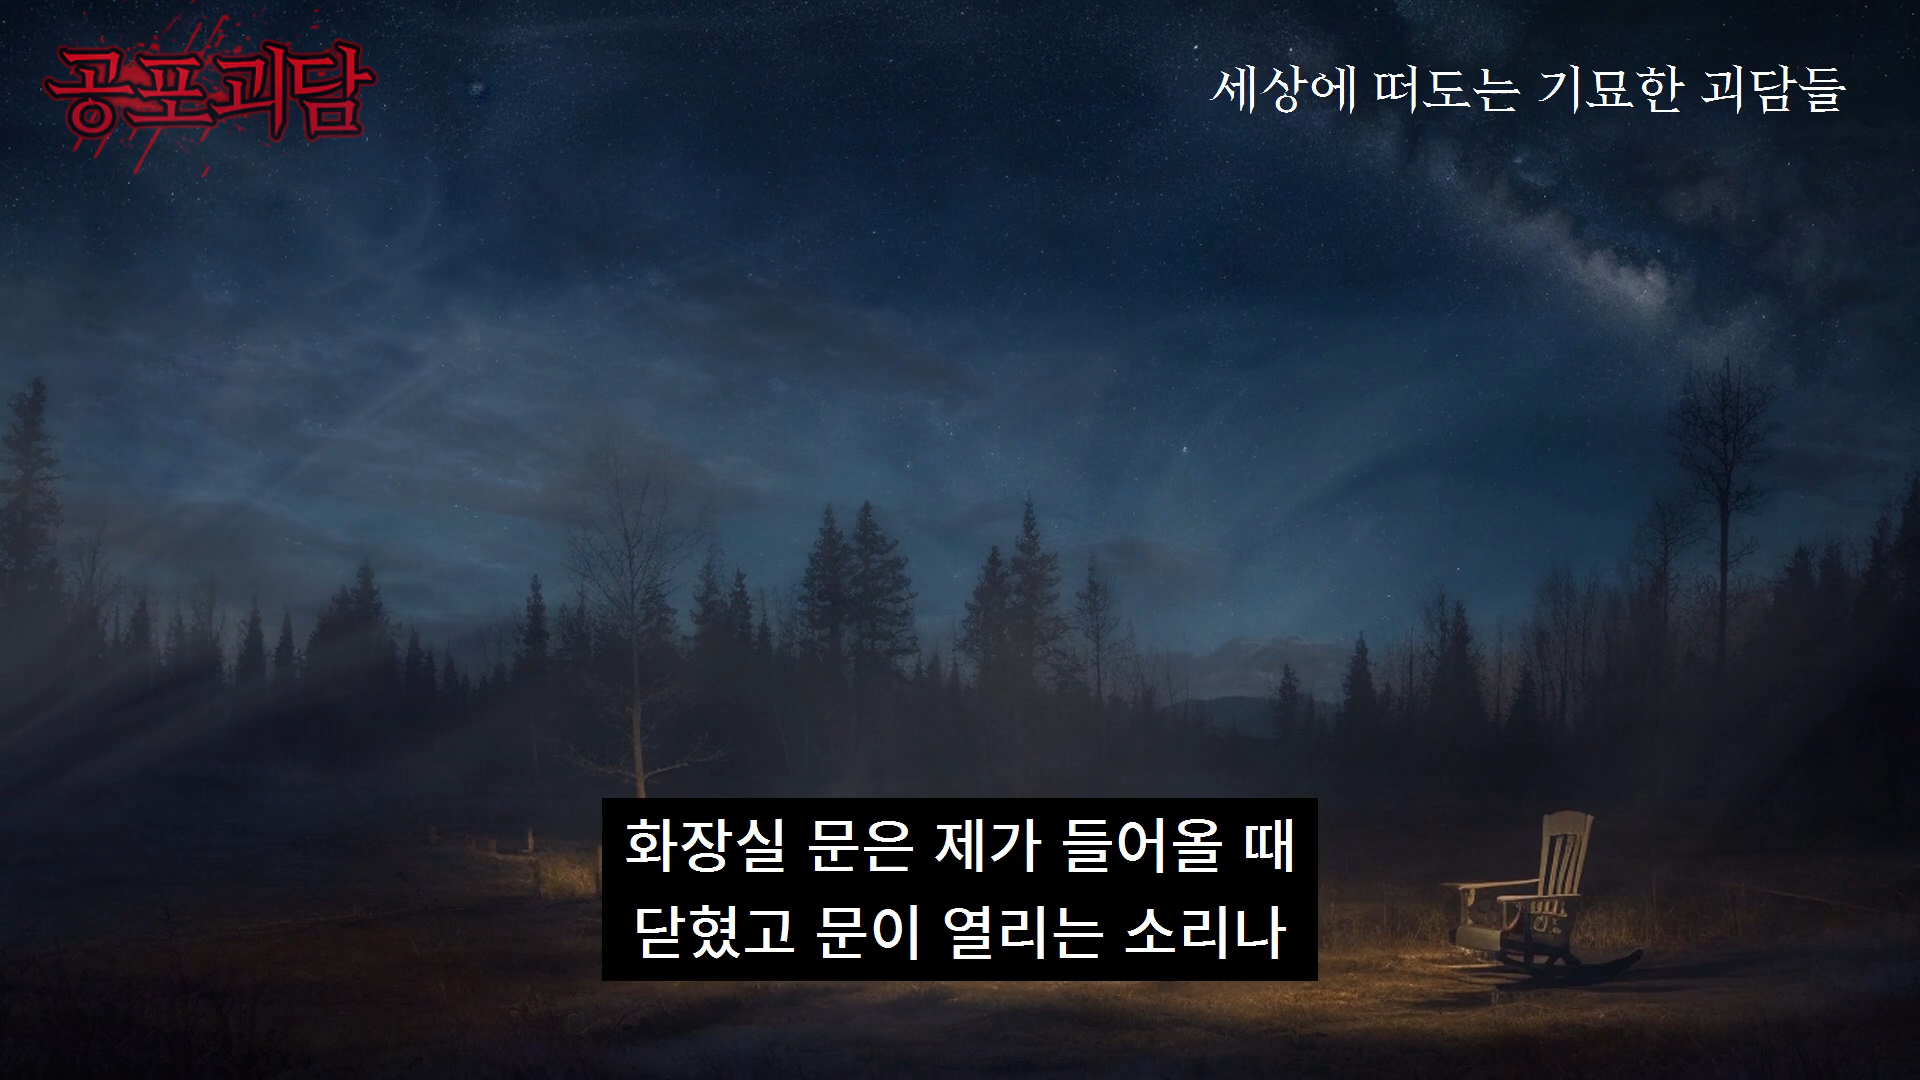 공포괴담
세상에 떠도는 기묘한 괴담들
화장실 문은 제가 들어올 때
닫혔고 문이 열리는 소리나